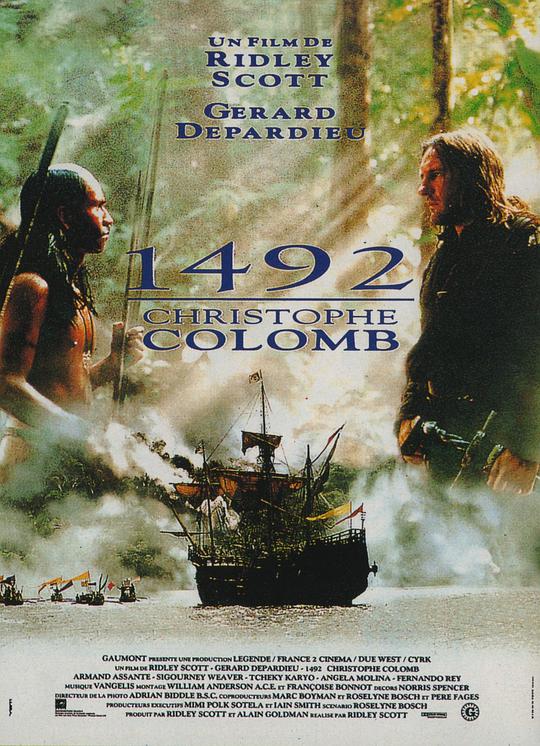 UN FILM DE
RIDLEY
SCOTT
GERARD
DEPARDIEU
1492
CHRISTOPHE
COLOMB
GAUMONT PRESENTE UNE PRODUCTION LEGENDE / FRANCE 2 CINEMA / DUE WEST / CYRK
UN FILM DE RIDLEY SCOTT - GERARD DEPARDIEU - 1492 CHRISTOPHE COLOMB
ARMAND ASSANTE - SIGOURNEY WEAVER - TCHEKY KARYO - ANGELA MOLINA - FERNANDO REY
MUSIQUE VANGELIS MONTAGE WILLIAM ANDERSON A.C.E. ET FRANÇOISE BONNOT DECORS NORRIS SPENCER
DIRECTEUR DE LA PHOTO ADRIAN BIDDLE B.S.C. COPRODUCTEURS MARC BOYMAN ET ROSELYNE BOSCH ET PERE FAGES
PRODUCTEURS EXECUTIFS MIMI POLK SOTELA ET IAIN SMITH SCENARIO ROSELYNE BOSCH
PRODUIT PAR RIDLEY SCOTT ET ALAIN GOLDMAN REALISE PAR RIDLEY SCOTT